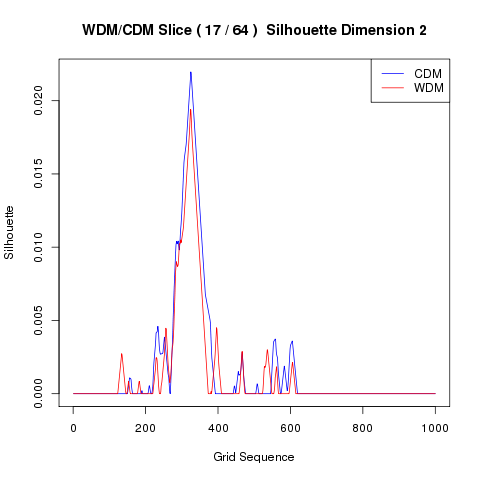 WDM/CDM Slice ( 17 / 64 )  Silhouette Dimension 2
CDM
WDM
Silhouette
0.020
0.015
0.010
0.005
0.000
0
200
400
600
800
1000
Grid Sequence